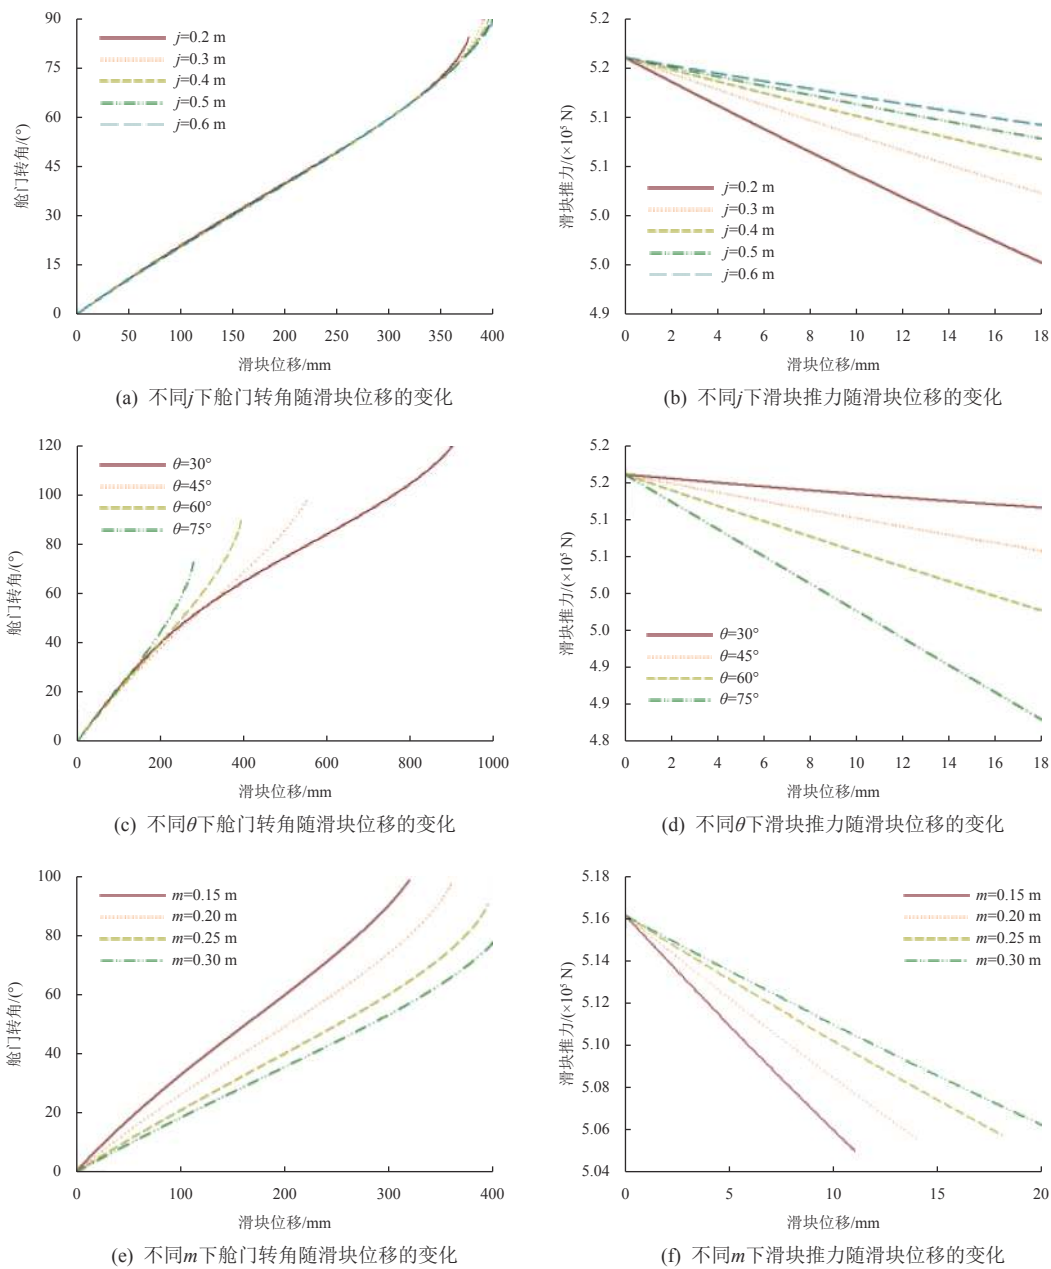 90
75
60
45
30
15
0
舱门转角/(°)
j=0.2 m
j=0.3 m
j=0.4 m
j=0.5 m
j=0.6 m
0 50 100 150 200 250 300 350 400
滑块位移/mm
(a) 不同j下舱门转角随滑块位移的变化
5.2
5.2
5.1
5.1
5.0
5.0
4.9
滑块推力/(×10⁵ N)
j=0.2 m
j=0.3 m
j=0.4 m
j=0.5 m
j=0.6 m
0 2 4 6 8 10 12 14 16 18
滑块位移/mm
(b) 不同j下滑块推力随滑块位移的变化
120
100
80
60
40
20
0
舱门转角/(°)
θ=30°
θ=45°
θ=60°
θ=75°
0 200 400 600 800 1000
滑块位移/mm
(c) 不同θ下舱门转角随滑块位移的变化
5.2
5.2
5.1
5.1
5.0
5.0
4.9
4.9
4.8
滑块推力/(×10⁵ N)
θ=30°
θ=45°
θ=60°
θ=75°
0 2 4 6 8 10 12 14 16 18
滑块位移/mm
(d) 不同θ下滑块推力随滑块位移的变化
100
80
60
40
20
0
舱门转角/(°)
m=0.15 m
m=0.20 m
m=0.25 m
m=0.30 m
0 100 200 300 400
滑块位移/mm
(e) 不同m下舱门转角随滑块位移的变化
5.18
5.16
5.14
5.12
5.10
5.08
5.06
5.04
滑块推力/(×10⁵ N)
m=0.15 m
m=0.20 m
m=0.25 m
m=0.30 m
0 5 10 15 20
滑块位移/mm
(f) 不同m下滑块推力随滑块位移的变化